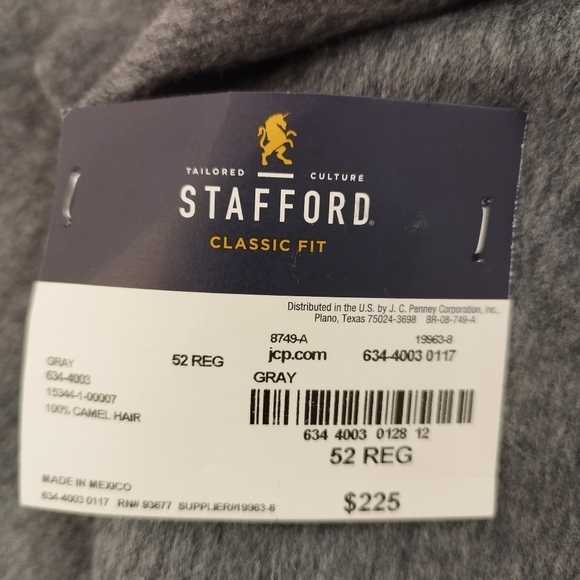 TAILORED CULTURE
STAFFORD®
CLASSIC FIT
Distributed in the U.S. by J. C. Penney Corporation, Inc.,
Plano, Texas 75024-3698 BR-08-749-A
8749-A 19963-8
GRAY 52 REG jcp.com 634-4003 0117
634-4003 GRAY
15344-1-00007
100% CAMEL HAIR
634 4003 0128 12
52 REG
MADE IN MEXICO
634-4003 0117 RN# 93677 SUPPLIER#19963-8
$225